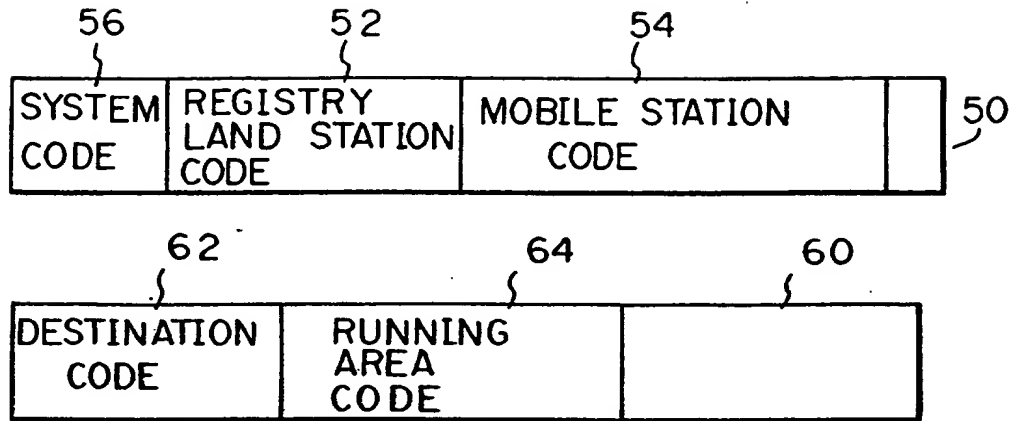 56 52 54
SYSTEM CODE
REGISTRY LAND STATION CODE
MOBILE STATION CODE
50
62 64 60
DESTINATION CODE
RUNNING AREA CODE